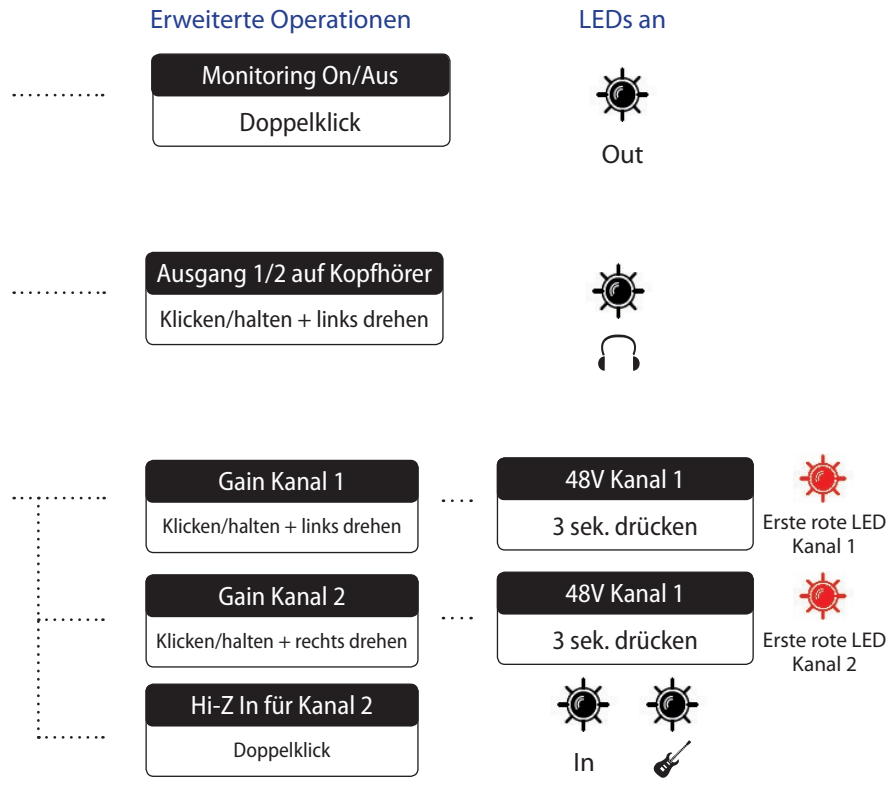 Erweiterte Operationen
LEDs an
Monitoring On/Aus
Doppelklick
Out
Ausgang 1/2 auf Kopfhörer
Klicken/halten + links drehen
Gain Kanal 1
Klicken/halten + links drehen
48V Kanal 1
3 sek. drücken
Erste rote LED
Kanal 1
Gain Kanal 2
Klicken/halten + rechts drehen
48V Kanal 1
3 sek. drücken
Erste rote LED
Kanal 2
Hi-Z In für Kanal 2
Doppelklick
In